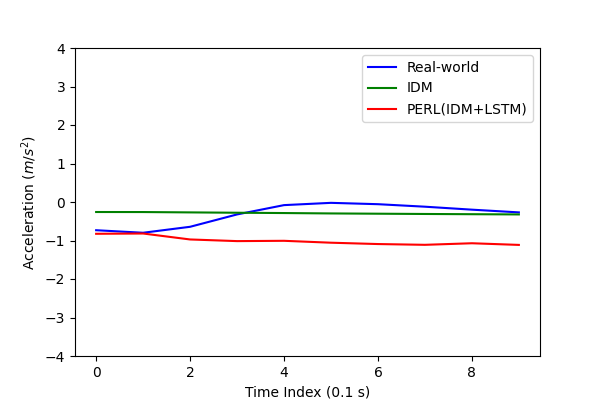 Real-world
IDM
PERL(IDM+LSTM)
4
3
2
1
0
−1
−2
−3
−4
Acceleration (m/s²)
0 2 4 6 8
Time Index (0.1 s)